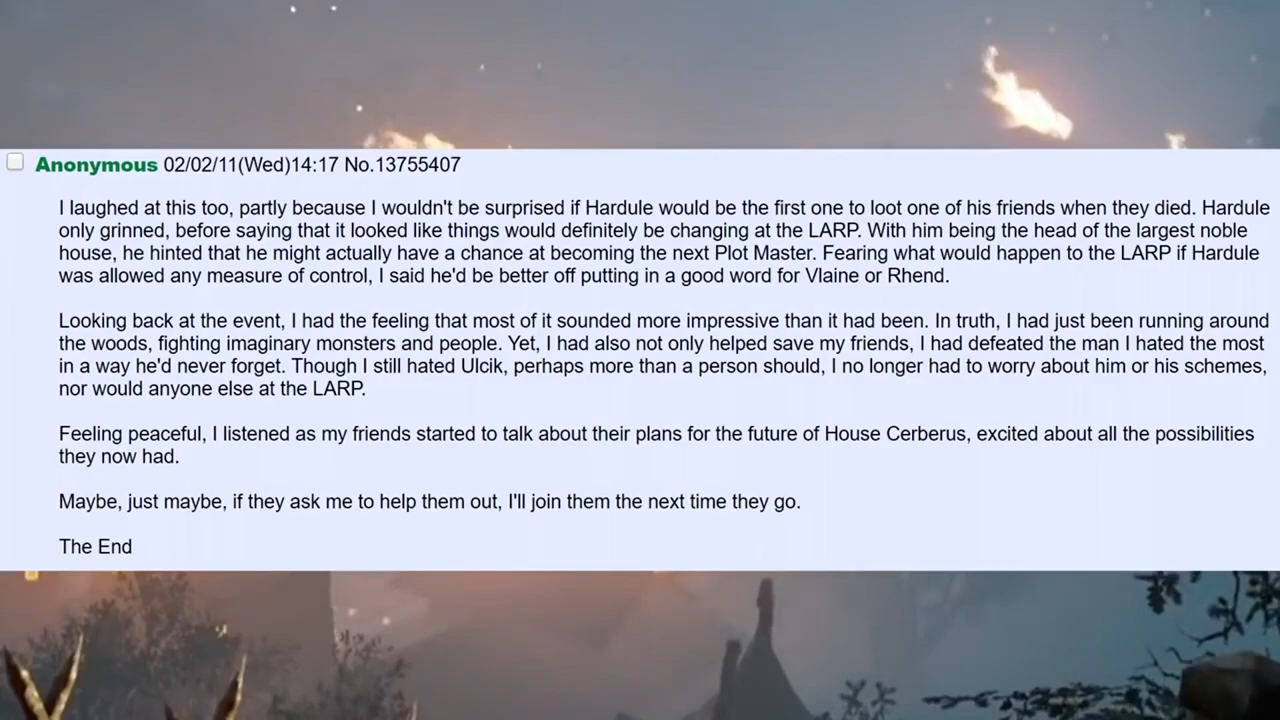 Anonymous 02/02/11(Wed)14:17 No.13755407
I laughed at this too, partly because I wouldn't be surprised if Hardule would be the first one to loot one of his friends when they died. Hardule
only grinned, before saying that it looked like things would definitely be changing at the LARP. With him being the head of the largest noble
house, he hinted that he might actually have a chance at becoming the next Plot Master. Fearing what would happen to the LARP if Hardule
was allowed any measure of control, I said he'd be better off putting in a good word for Vlaine or Rhend.
Looking back at the event, I had the feeling that most of it sounded more impressive than it had been. In truth, I had just been running around
the woods, fighting imaginary monsters and people. Yet, I had also not only helped save my friends, I had defeated the man I hated the most
in a way he'd never forget. Though I still hated Ulcik, perhaps more than a person should, I no longer had to worry about him or his schemes,
nor would anyone else at the LARP.
Feeling peaceful, I listened as my friends started to talk about their plans for the future of House Cerberus, excited about all the possibilities
they now had.
Maybe, just maybe, if they ask me to help them out, I'll join them the next time they go.
The End